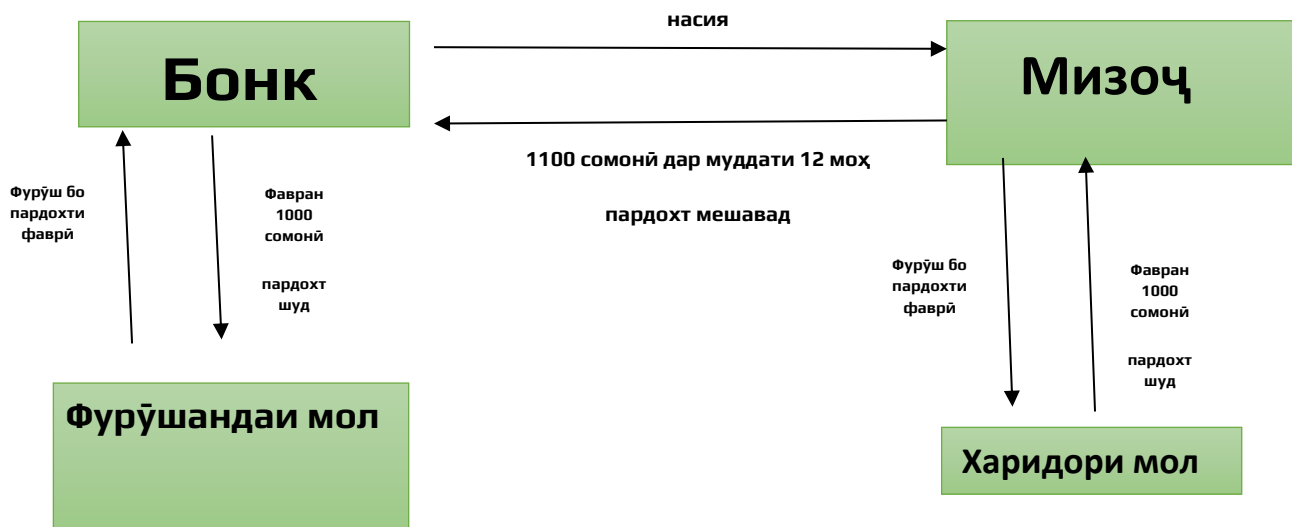 насия
Бонк
Мизоҷ
1100 сомонӣ дар муддати 12 моҳ
пардохт мешавад
Фурӯш бо
пардохти
фаврӣ
Фавран
1000
сомонӣ
пардохт
шуд
Фурӯш бо
пардохти
фаврӣ
Фавран
1000
сомонӣ
пардохт
шуд
Фурӯшандаи мол
Харидори мол